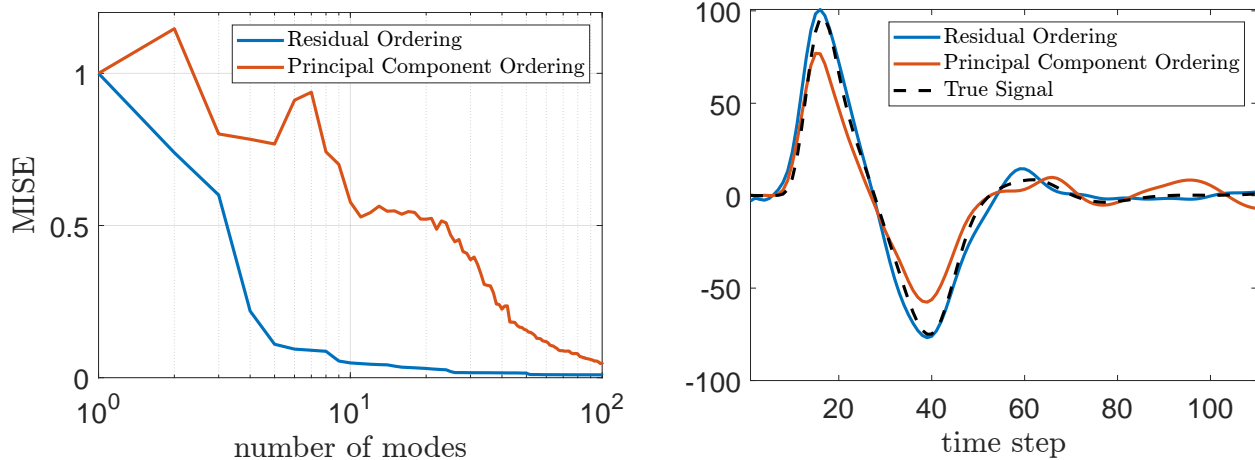 MISE
1
0.5
0
10^0
10^1
10^2
number of modes
Residual Ordering
Principal Component Ordering
100
50
0
-50
-100
20
40
60
80
100
time step
Residual Ordering
Principal Component Ordering
True Signal